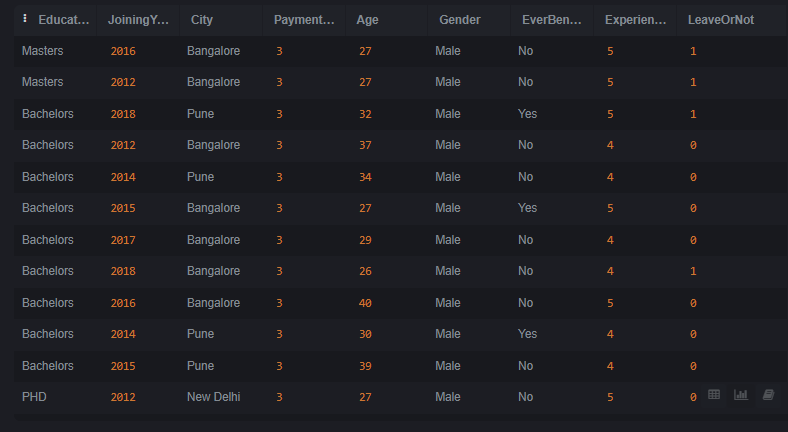 Educat... JoiningY... City Payment... Age Gender EverBen... Experien... LeaveOrNot
Masters 2016 Bangalore 3 27 Male No 5 1
Masters 2012 Bangalore 3 27 Male No 5 1
Bachelors 2018 Pune 3 32 Male Yes 5 1
Bachelors 2012 Bangalore 3 37 Male No 4 0
Bachelors 2014 Pune 3 34 Male No 4 0
Bachelors 2015 Bangalore 3 27 Male Yes 5 0
Bachelors 2017 Bangalore 3 29 Male No 4 0
Bachelors 2018 Bangalore 3 26 Male No 4 1
Bachelors 2016 Bangalore 3 40 Male No 5 0
Bachelors 2014 Pune 3 30 Male Yes 4 0
Bachelors 2015 Pune 3 39 Male No 4 0
PHD 2012 New Delhi 3 27 Male No 5 0